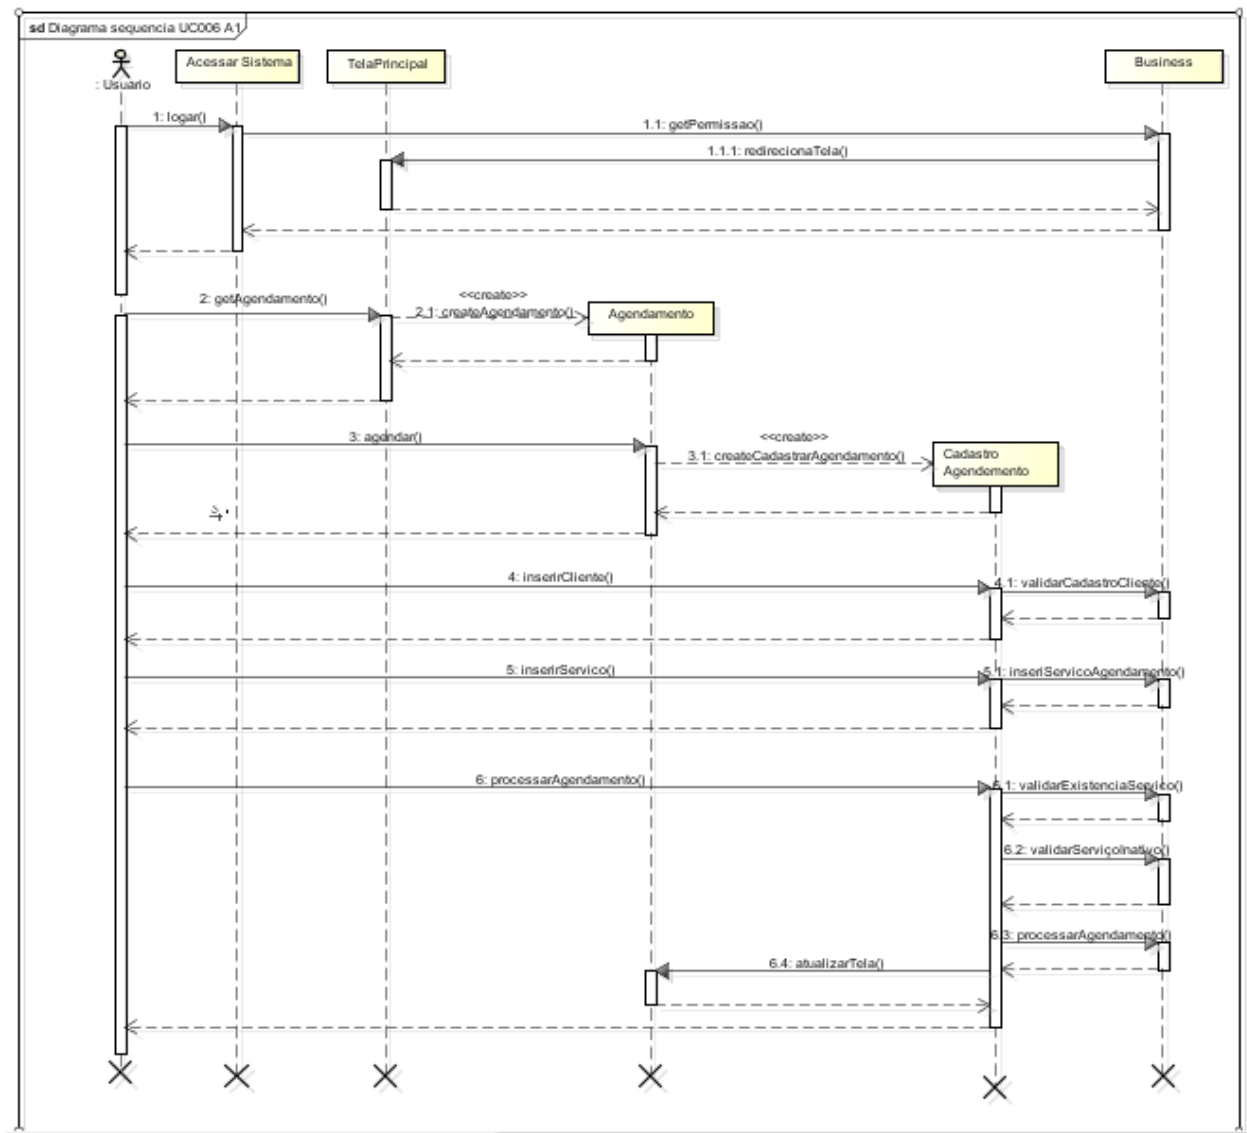 sd Diagrama sequencia UC006 A1
: Usuario
Acessar Sistema
TelaPrincipal
Business
1: logar()
1.1: getPermissao()
1.1.1: redirecionaTela()
2: getAgendamento()
<<create>>
2.1: createAgendamento()
Agendamento
3: agendar()
<<create>>
3.1: createCadastrarAgendamento()
Cadastro
Agendemento
4: inserirCliente()
4.1: validarCadastroCliente()
5: inserirServico()
5.1: inseriServicoAgendamento()
6: processarAgendamento()
6.1: validarExistenciaServico()
6.2: validarServiçoInativo()
6.3: processarAgendamento()
6.4: atualizarTela()